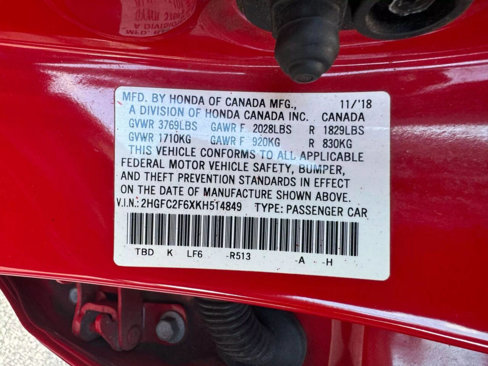 MFD. BY HONDA OF CANADA MFG., 11/'18
A DIVISION OF HONDA CANADA INC. CANADA
GVWR 3769LBS GAWR F 2028LBS R 1829LBS
GVWR 1710KG GAWR F 920KG R 830KG
THIS VEHICLE CONFORMS TO ALL APPLICABLE
FEDERAL MOTOR VEHICLE SAFETY, BUMPER,
AND THEFT PREVENTION STANDARDS IN EFFECT
ON THE DATE OF MANUFACTURE SHOWN ABOVE.
V.I.N.: 2HGFC2F6XKH514849 TYPE: PASSENGER CAR
TBD K LF6 -R513 -A -H